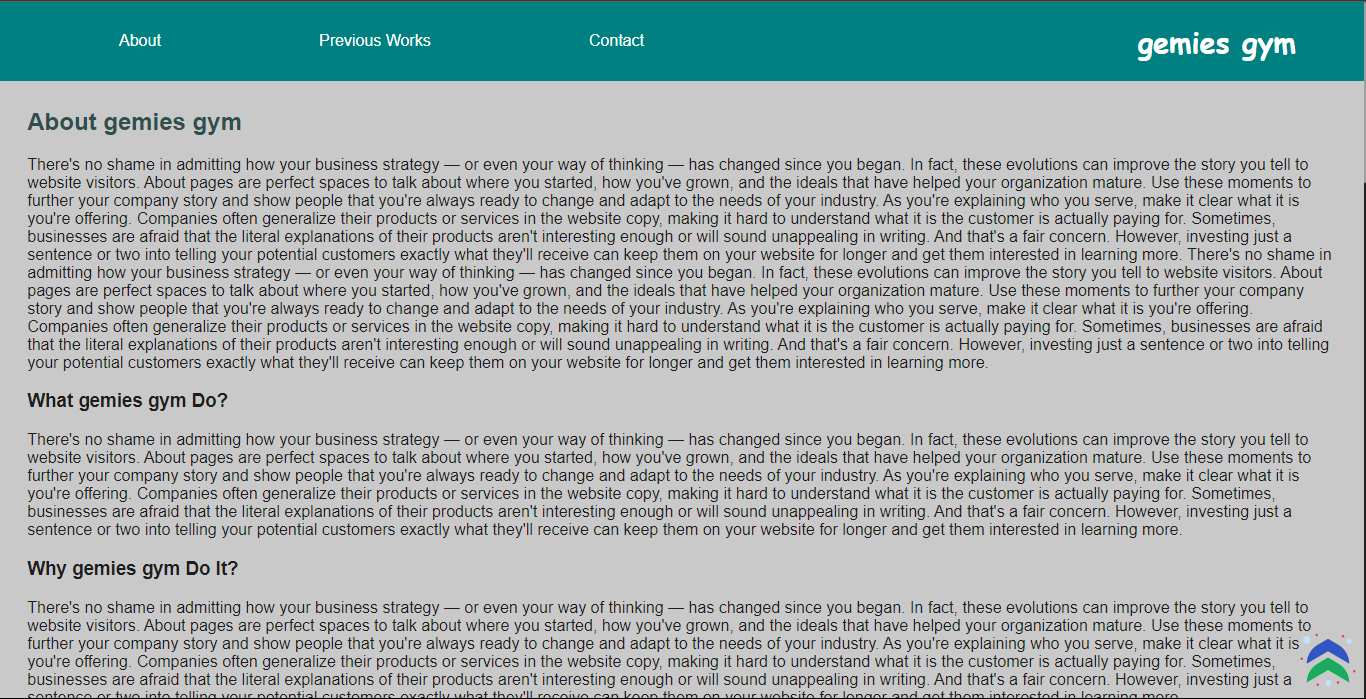 About Previous Works Contact gemies gym
About gemies gym
There's no shame in admitting how your business strategy — or even your way of thinking — has changed since you began. In fact, these evolutions can improve the story you tell to
website visitors. About pages are perfect spaces to talk about where you started, how you've grown, and the ideals that have helped your organization mature. Use these moments to
further your company story and show people that you're always ready to change and adapt to the needs of your industry. As you're explaining who you serve, make it clear what it is
you're offering. Companies often generalize their products or services in the website copy, making it hard to understand what it is the customer is actually paying for. Sometimes,
businesses are afraid that the literal explanations of their products aren't interesting enough or will sound unappealing in writing. And that's a fair concern. However, investing just a
sentence or two into telling your potential customers exactly what they'll receive can keep them on your website for longer and get them interested in learning more. There's no shame in
admitting how your business strategy — or even your way of thinking — has changed since you began. In fact, these evolutions can improve the story you tell to website visitors. About
pages are perfect spaces to talk about where you started, how you've grown, and the ideals that have helped your organization mature. Use these moments to further your company
story and show people that you're always ready to change and adapt to the needs of your industry. As you're explaining who you serve, make it clear what it is you're offering.
Companies often generalize their products or services in the website copy, making it hard to understand what it is the customer is actually paying for. Sometimes, businesses are afraid
that the literal explanations of their products aren't interesting enough or will sound unappealing in writing. And that's a fair concern. However, investing just a sentence or two into telling
your potential customers exactly what they'll receive can keep them on your website for longer and get them interested in learning more.
What gemies gym Do?
There's no shame in admitting how your business strategy — or even your way of thinking — has changed since you began. In fact, these evolutions can improve the story you tell to
website visitors. About pages are perfect spaces to talk about where you started, how you've grown, and the ideals that have helped your organization mature. Use these moments to
further your company story and show people that you're always ready to change and adapt to the needs of your industry. As you're explaining who you serve, make it clear what it is
you're offering. Companies often generalize their products or services in the website copy, making it hard to understand what it is the customer is actually paying for. Sometimes,
businesses are afraid that the literal explanations of their products aren't interesting enough or will sound unappealing in writing. And that's a fair concern. However, investing just a
sentence or two into telling your potential customers exactly what they'll receive can keep them on your website for longer and get them interested in learning more.
Why gemies gym Do It?
There's no shame in admitting how your business strategy — or even your way of thinking — has changed since you began. In fact, these evolutions can improve the story you tell to
website visitors. About pages are perfect spaces to talk about where you started, how you've grown, and the ideals that have helped your organization mature. Use these moments to
further your company story and show people that you're always ready to change and adapt to the needs of your industry. As you're explaining who you serve, make it clear what it is
you're offering. Companies often generalize their products or services in the website copy, making it hard to understand what it is the customer is actually paying for. Sometimes,
businesses are afraid that the literal explanations of their products aren't interesting enough or will sound unappealing in writing. And that's a fair concern. However, investing just a
sentence or two into telling your potential customers exactly what they'll receive can keep them on your website for longer and get them interested in learning more.